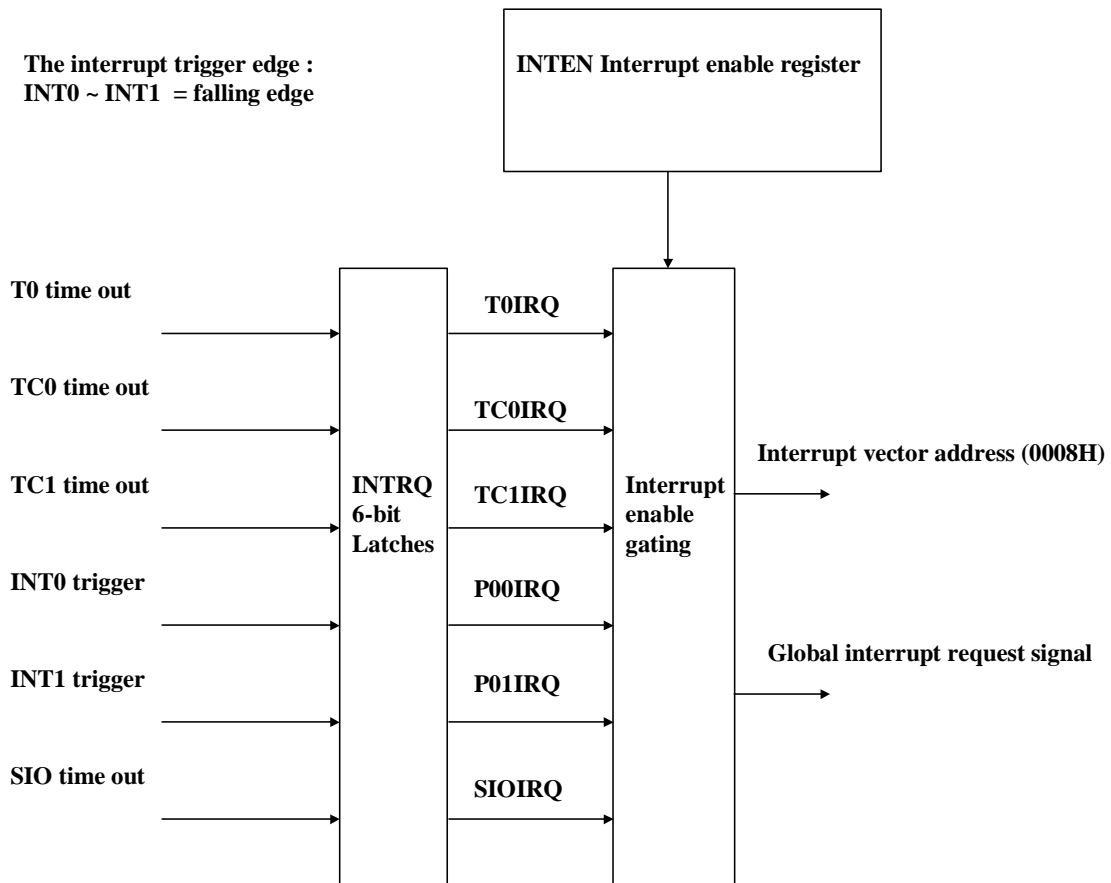 The interrupt trigger edge :
INT0 ~ INT1 = falling edge
INTEN Interrupt enable register
T0 time out
T0IRQ
TC0 time out
TC0IRQ
Interrupt vector address (0008H)
TC1 time out
INTRQ
6-bit
Latches
TC1IRQ
Interrupt
enable
gating
INT0 trigger
P00IRQ
Global interrupt request signal
INT1 trigger
P01IRQ
SIO time out
SIOIRQ